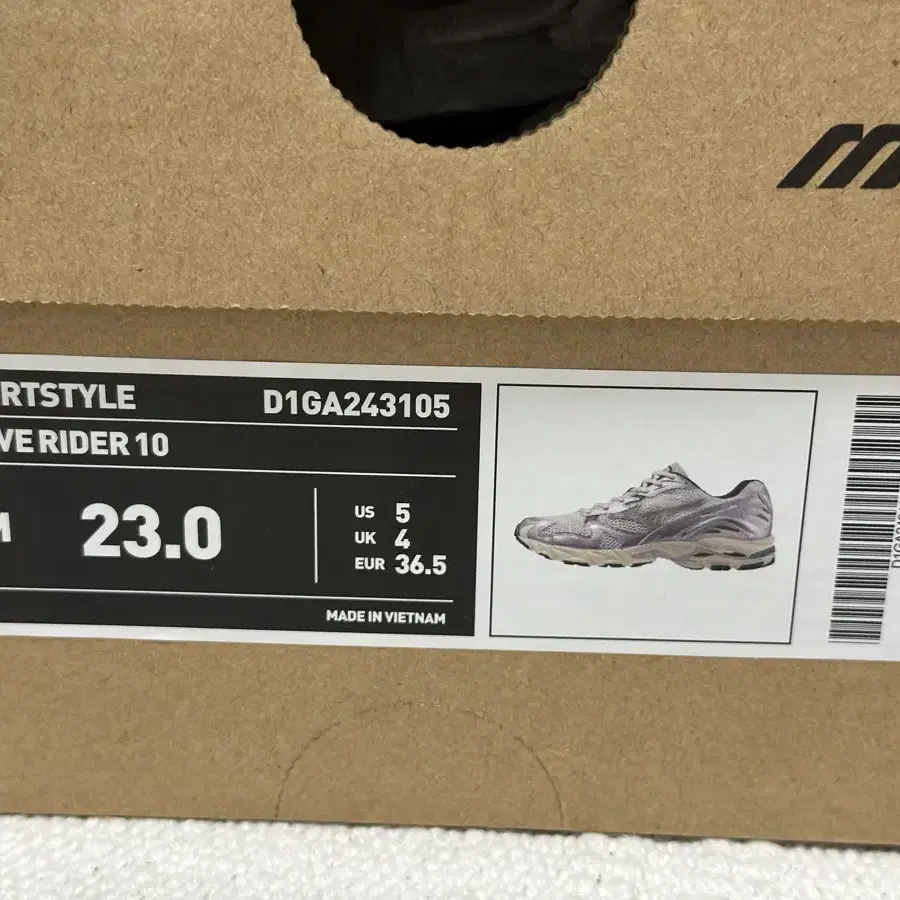 RTSTYLE D1GA243105
VE RIDER 10
M 23.0
US 5
UK 4
EUR 36.5
MADE IN VIETNAM